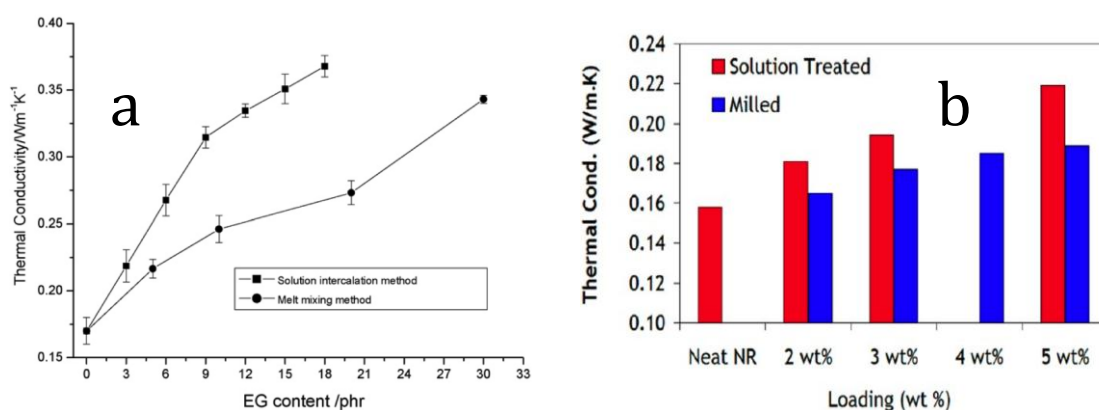 0.40
0.35
0.30
0.25
0.20
0.15
Thermal Conductivity/Wm⁻¹K⁻¹
a
Solution intercalation method
Melt mixing method
0 3 6 9 12 15 18 21 24 27 30 33
EG content /phr
0.24
0.22
0.20
0.18
0.16
0.14
0.12
0.10
Thermal Cond. (W/m-K)
Solution Treated
Milled
b
Neat NR 2 wt% 3 wt% 4 wt% 5 wt%
Loading (wt %)